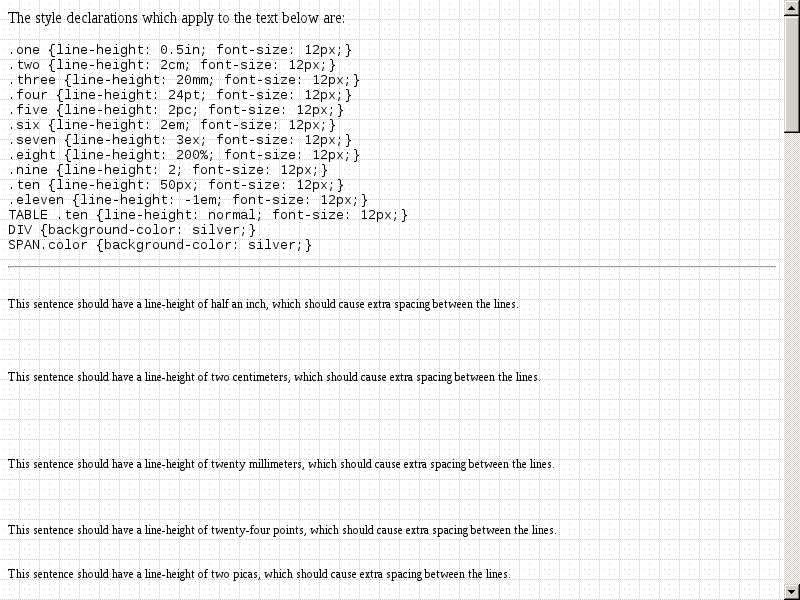 The style declarations which apply to the text below are:
.one {line-height: 0.5in; font-size: 12px;}
.two {line-height: 2cm; font-size: 12px;}
.three {line-height: 20mm; font-size: 12px;}
.four {line-height: 24pt; font-size: 12px;}
.five {line-height: 2pc; font-size: 12px;}
.six {line-height: 2em; font-size: 12px;}
.seven {line-height: 3ex; font-size: 12px;}
.eight {line-height: 200%; font-size: 12px;}
.nine {line-height: 2; font-size: 12px;}
.ten {line-height: 50px; font-size: 12px;}
.eleven {line-height: -1em; font-size: 12px;}
TABLE .ten {line-height: normal; font-size: 12px;}
DIV {background-color: silver;}
SPAN.color {background-color: silver;}
This sentence should have a line-height of half an inch, which should cause extra spacing between the lines.
This sentence should have a line-height of two centimeters, which should cause extra spacing between the lines.
This sentence should have a line-height of twenty millimeters, which should cause extra spacing between the lines.
This sentence should have a line-height of twenty-four points, which should cause extra spacing between the lines.
This sentence should have a line-height of two picas, which should cause extra spacing between the lines.